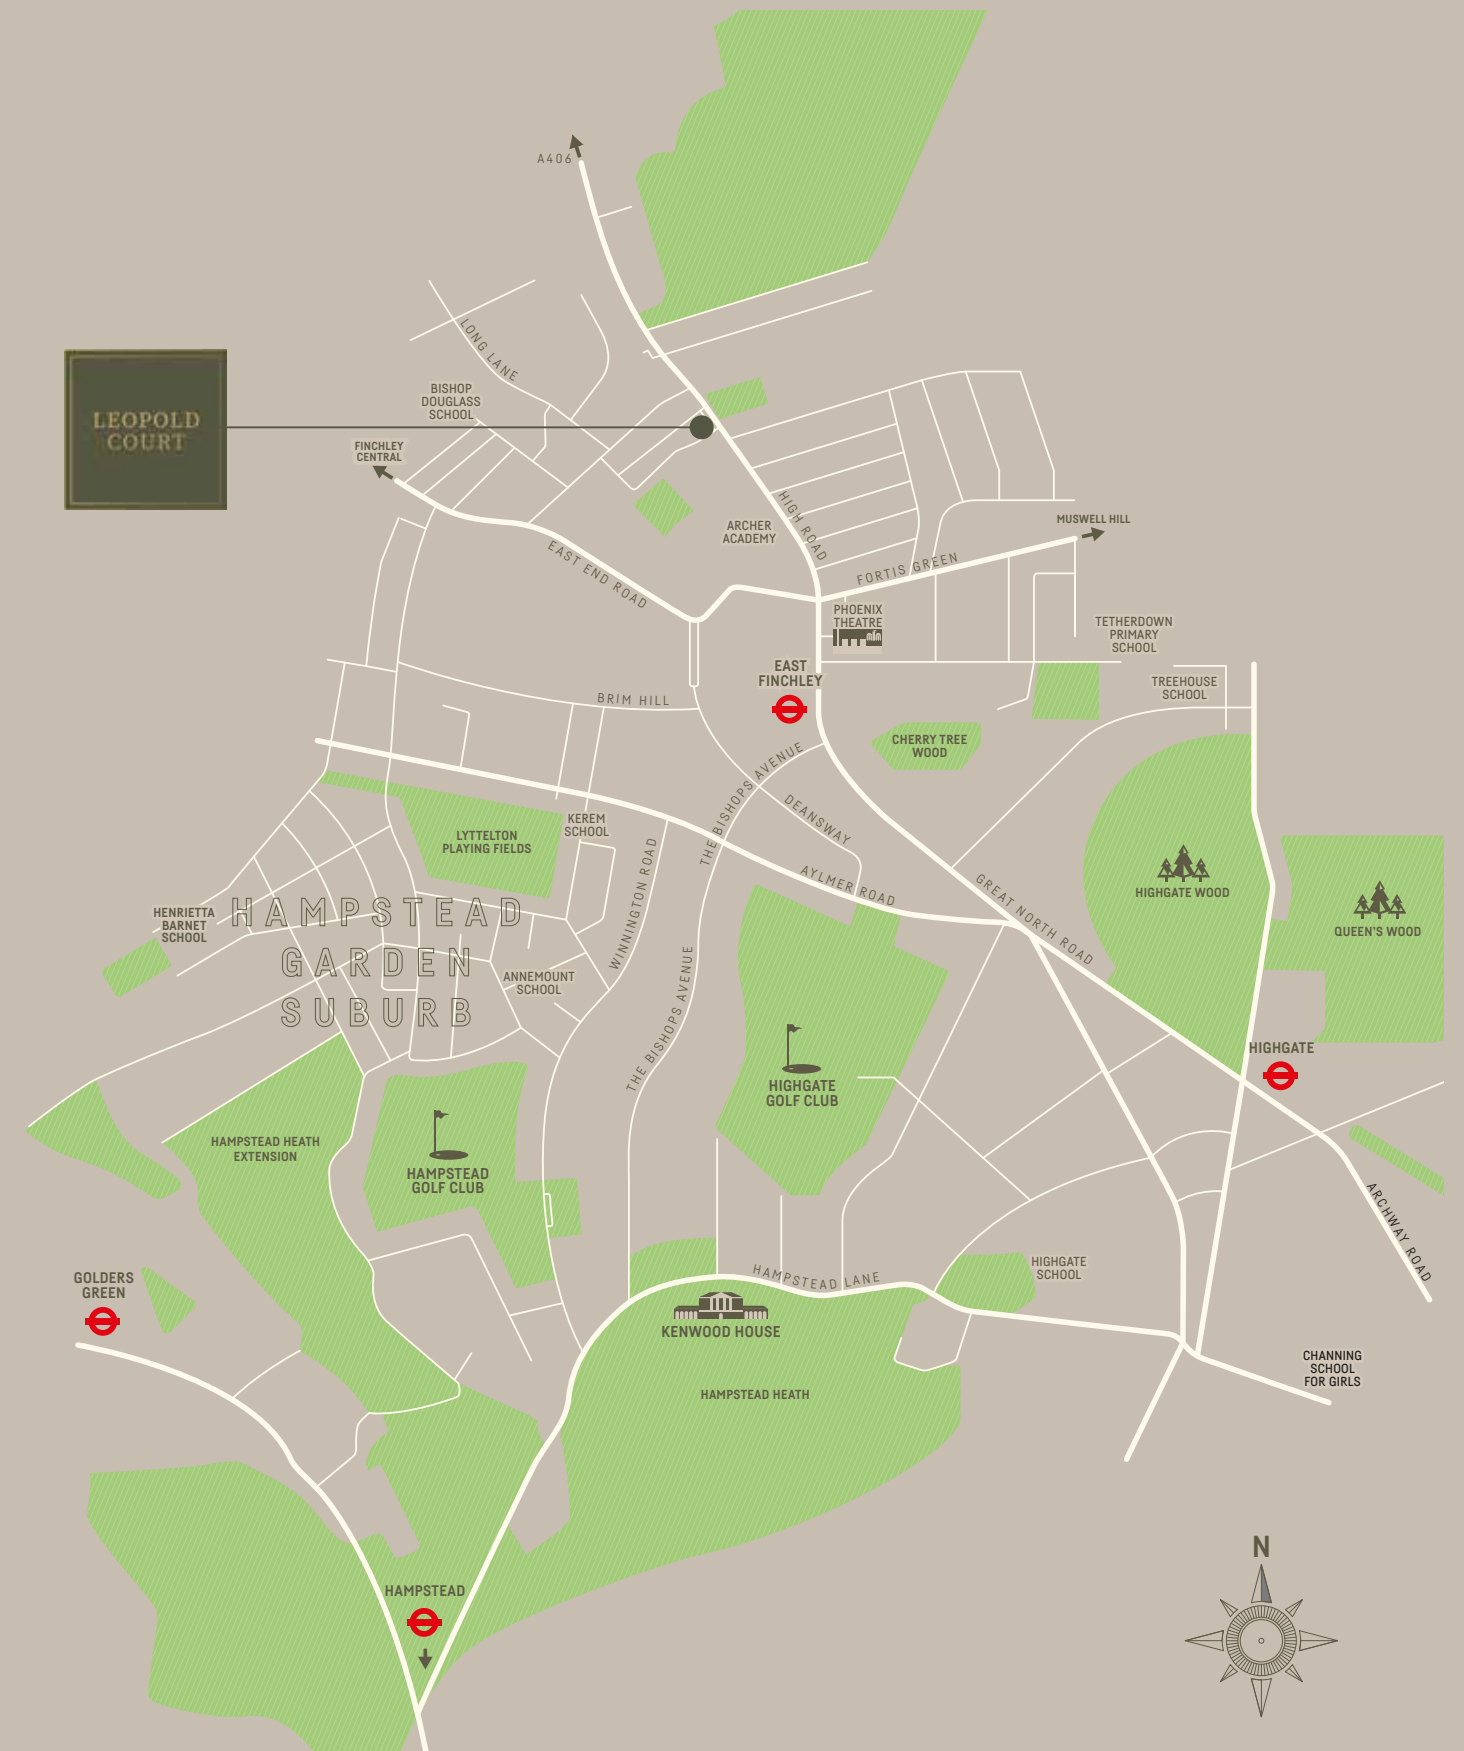 A406
LONG LANE
BISHOP
DOUGLASS
SCHOOL
LEOPOLD
COURT
FINCHLEY
CENTRAL
HIGH ROAD
ARCHER
ACADEMY
MUSWELL HILL
EAST END ROAD
FORTIS GREEN
PHOENIX
THEATRE
TETHERDOWN
PRIMARY
SCHOOL
EAST
FINCHLEY
TREEHOUSE
SCHOOL
BRIM HILL
CHERRY TREE
WOOD
THE BISHOPS AVENUE
DEANSWAY
KEREM
SCHOOL
LYTTELTON
PLAYING FIELDS
WINNINGTON ROAD
AYLMER ROAD
GREAT NORTH ROAD
HIGHGATE WOOD
QUEEN'S WOOD
HENRIETTA
BARNET
SCHOOL
HAMPSTEAD
GARDEN
SUBURB
ANNEMOUNT
SCHOOL
THE BISHOPS AVENUE
HIGHGATE
HIGHGATE
GOLF CLUB
HAMPSTEAD HEATH
EXTENSION
HAMPSTEAD
GOLF CLUB
ARCHWAY ROAD
GOLDERS
GREEN
HAMPSTEAD LANE
HIGHGATE
SCHOOL
KENWOOD HOUSE
CHANNING
SCHOOL
FOR GIRLS
HAMPSTEAD HEATH
HAMPSTEAD
N